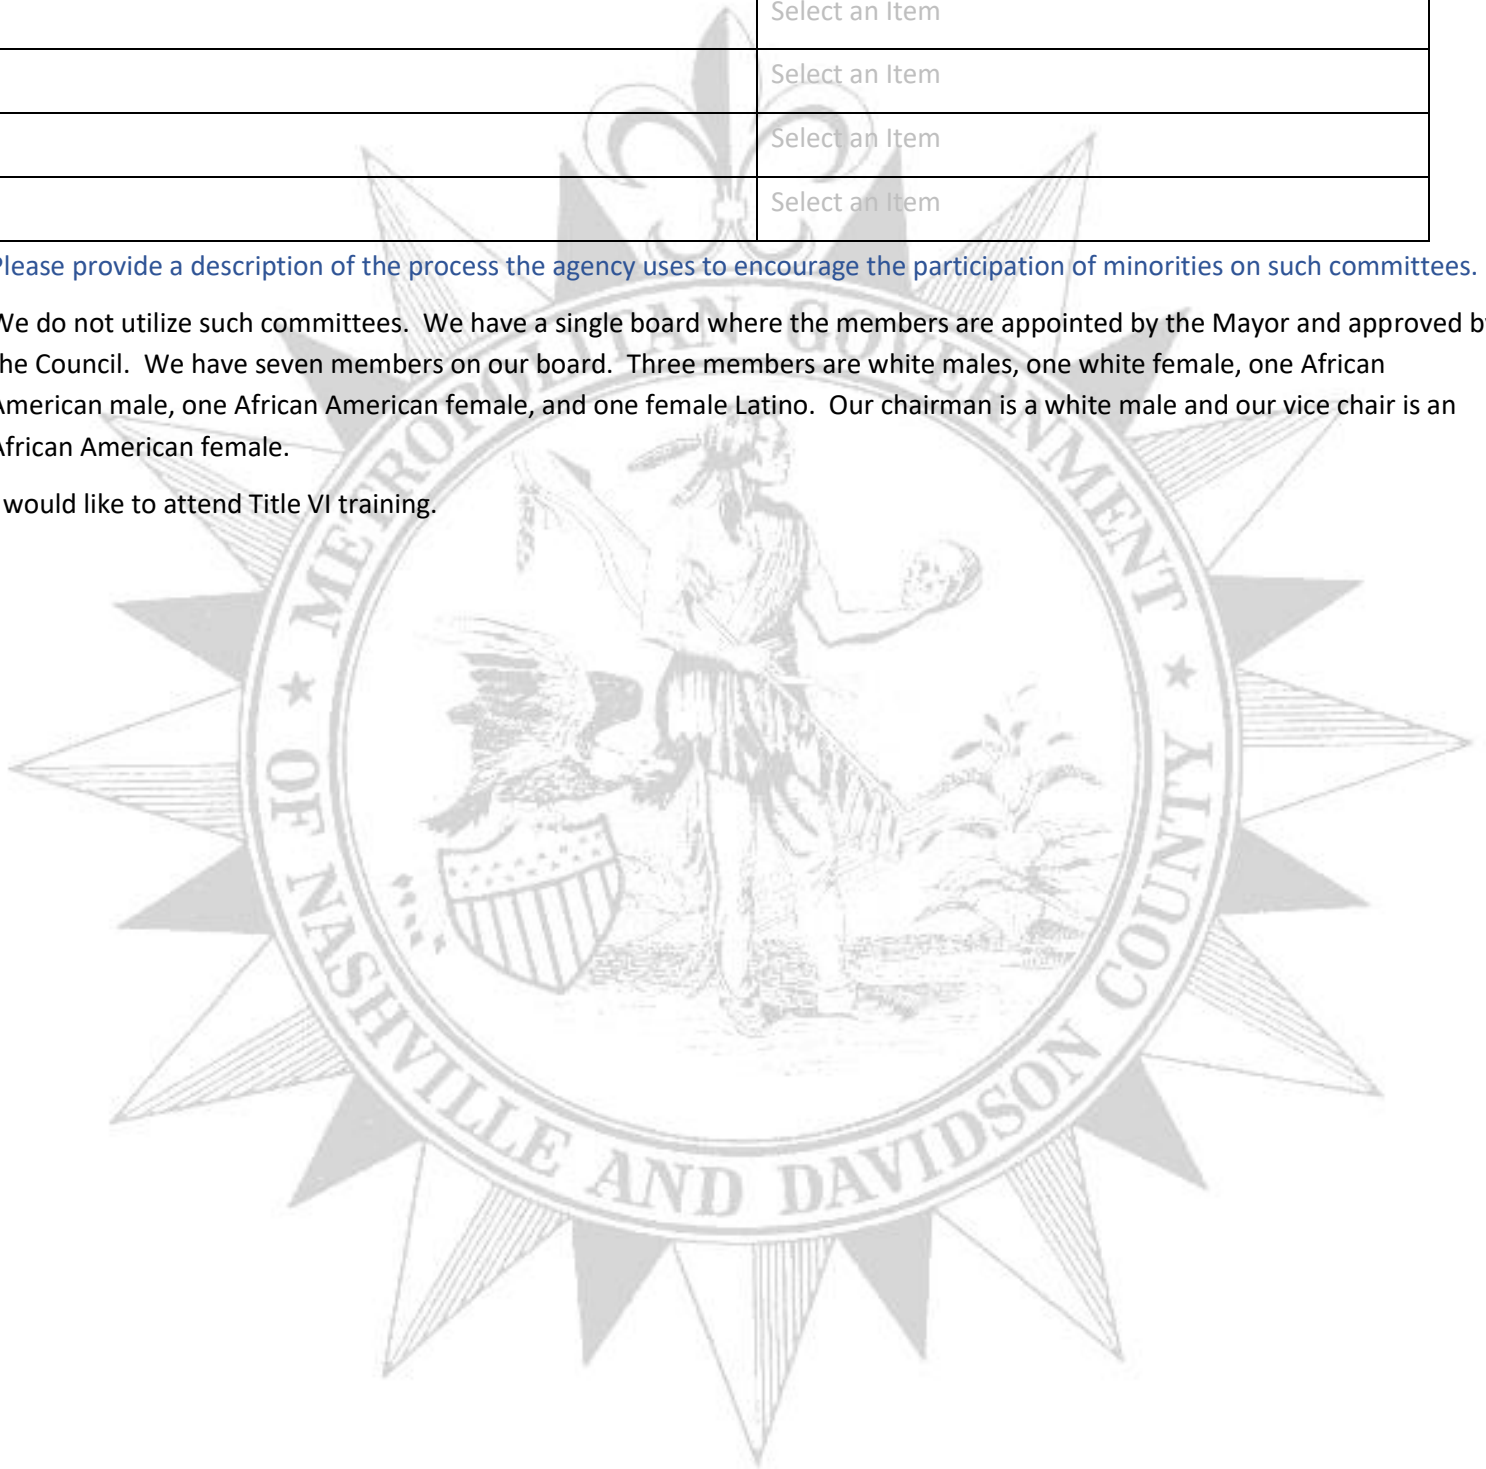 Select an Item
Select an Item
Select an Item
Select an Item
Please provide a description of the process the agency uses to encourage the participation of minorities on such committees.
We do not utilize such committees. We have a single board where the members are appointed by the Mayor and approved by
the Council. We have seven members on our board. Three members are white males, one white female, one African
American male, one African American female, and one female Latino. Our chairman is a white male and our vice chair is an
African American female.
would like to attend Title VI training.
METROPOLITAN GOVERNMENT
OF NASHVILLE AND DAVIDSON COUNTY